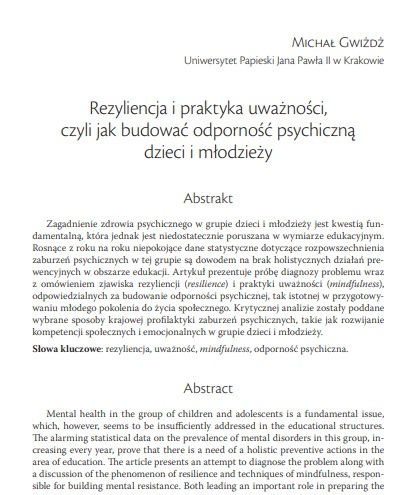 Michał Gwiżdż
Uniwersytet Papieski Jana Pawła II w Krakowie
Rezyliencja i praktyka uważności,
czyli jak budować odporność psychiczną
dzieci i młodzieży
Abstrakt
Zagadnienie zdrowia psychicznego w grupie dzieci i młodzieży jest kwestią fun-
damentalną, która jednak jest niedostatecznie poruszana w wymiarze edukacyjnym.
Rosnące z roku na roku niepokojące dane statystyczne dotyczące rozpowszechnienia
zaburzeń psychicznych w tej grupie są dowodem na brak holistycznych działań pre-
wencyjnych w obszarze edukacji. Artykuł prezentuje próbę diagnozy problemu wraz
z omówieniem zjawiska rezyliencji (resilience) i praktyki uważności (mindfulness),
odpowiedzialnych za budowanie odporności psychicznej, tak istotnej w przygotowy-
waniu młodego pokolenia do życia społecznego. Krytycznej analizie zostały poddane
wybrane sposoby krajowej profilaktyki zaburzeń psychicznych, takie jak rozwijanie
kompetencji społecznych i emocjonalnych w grupie dzieci i młodzieży.
Słowa kluczowe: rezyliencja, uważność, mindfulness, odporność psychiczna.
Abstract
Mental health in the group of children and adolescents is a fundamental issue,
which, however, seems to be insufficiently addressed in the educational structures.
The alarming statistical data on the prevalence of mental disorders in this group, in-
creasing every year, prove that there is a need of a holistic preventive actions in the
area of education. The article presents an attempt to diagnose the problem along with
a discussion of the phenomenon of resilience and techniques of mindfulness, respon-
sible for building mental resistance. Both leading an important role in preparing the